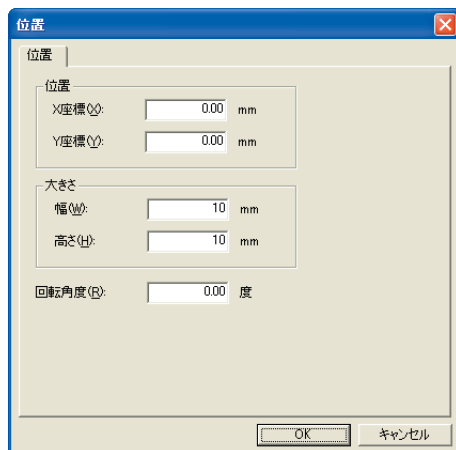 位置
位置
位置
X座標(X): 0.00 mm
Y座標(Y): 0.00 mm
大きさ
幅(W): 10 mm
高さ(H): 10 mm
回転角度(R): 0.00 度
OK キャンセル